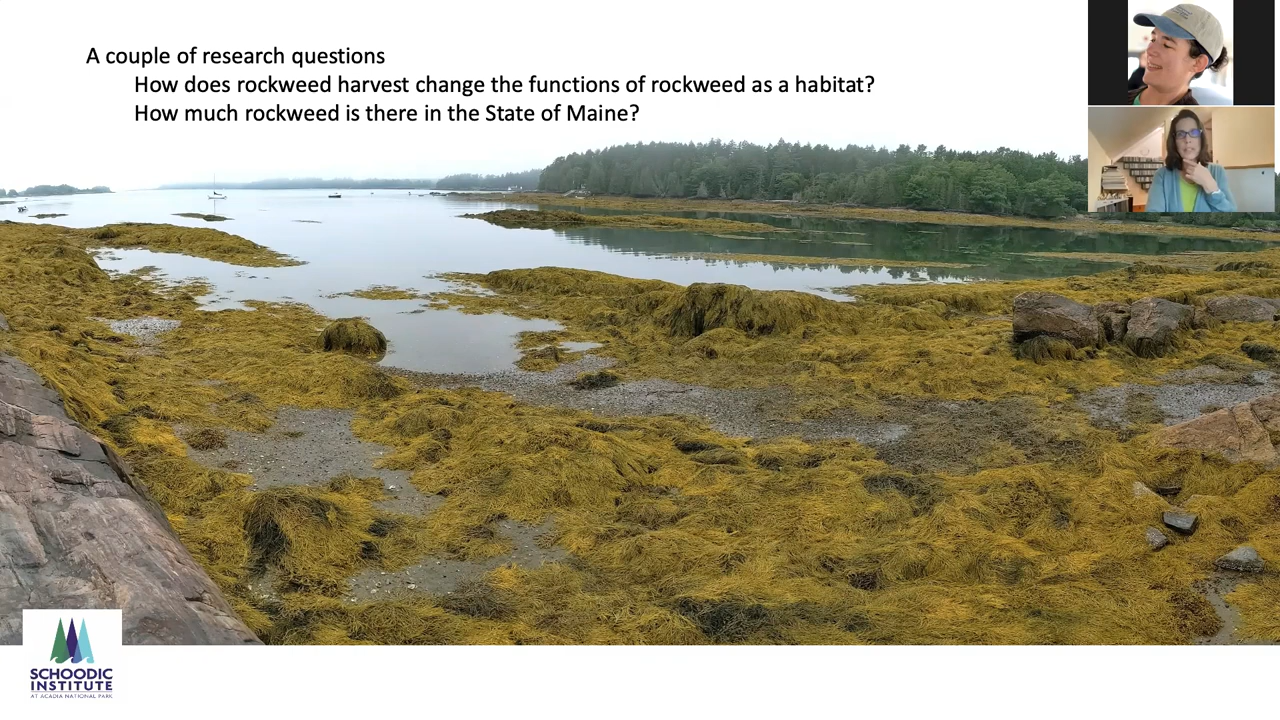 A couple of research questions
How does rockweed harvest change the functions of rockweed as a habitat?
How much rockweed is there in the State of Maine?
SCHOODIC
INSTITUTE
AT ACADIA NATIONAL PARK